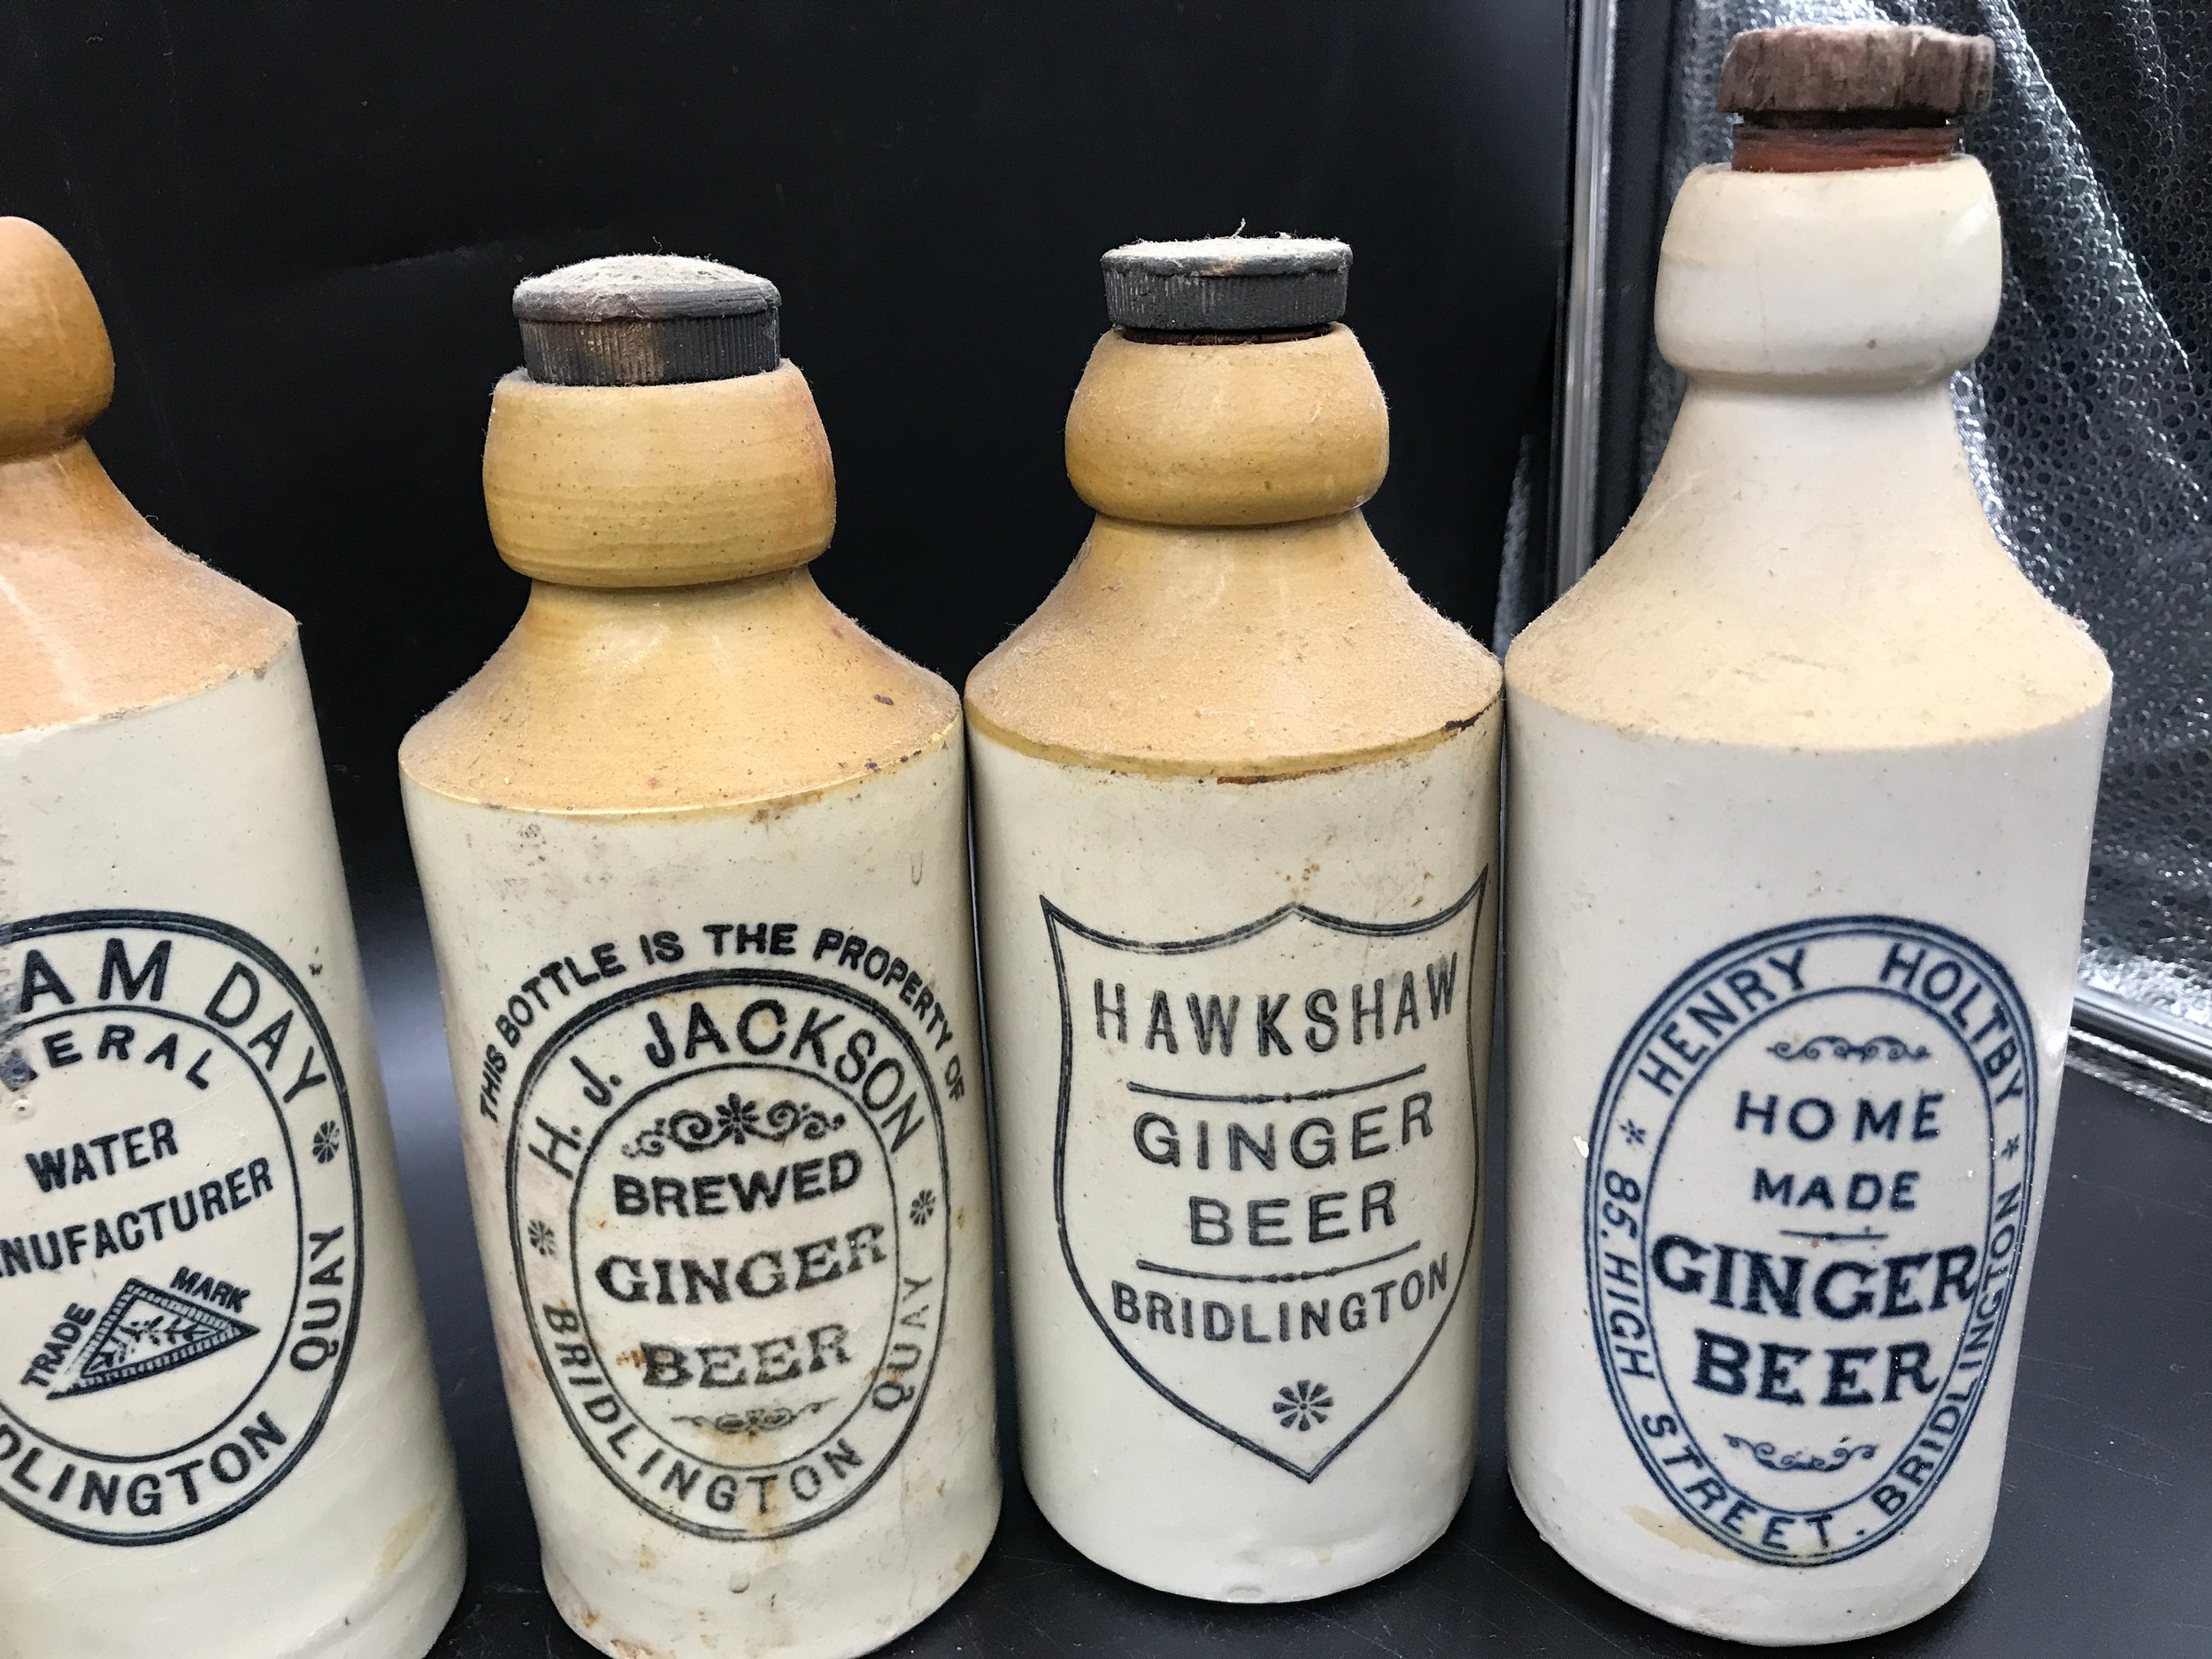 AM DAY
ERAL
WATER
NUFACTURER
TRADE MARK
DLINGTON QUAY
THIS BOTTLE IS THE PROPERTY OF
H. J. JACKSON
BREWED
GINGER
BEER
BRIDLINGTON QUAY
HAWKSHAW
GINGER
BEER
BRIDLINGTON
HENRY HOLTBY
HOME
MADE
GINGER
BEER
85. HIGH STREET. BRIDLINGTON